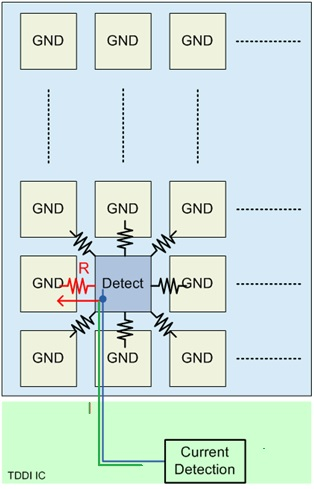 GND GND GND
GND GND GND
R
GND Detect GND
GND GND GND
I
Current
Detection
TDDI IC